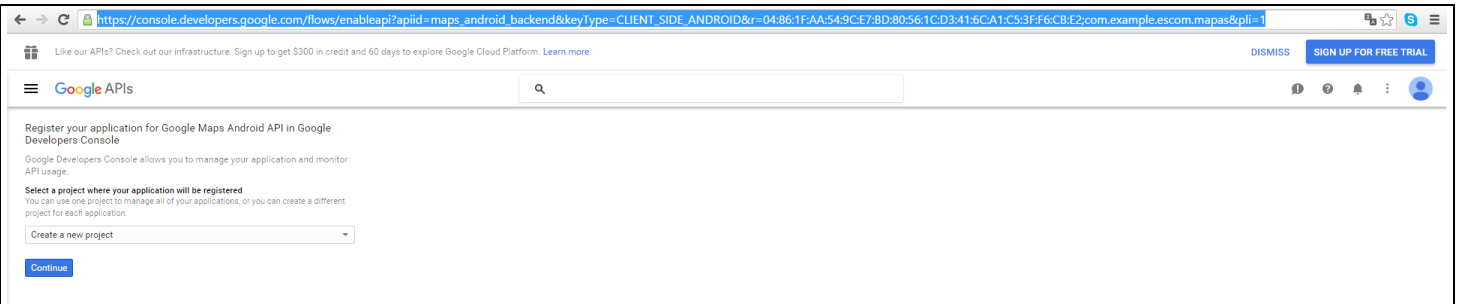 https://console.developers.google.com/flows/enableapi?apiid=maps_android_backend&keyType=CLIENT_SIDE_ANDROID&r=04:86:1F:AA:54:9C:E7:BD:80:56:1C:D3:41:6C:A1:C5:3F:F6:CB:E2;com.example.escom.mapas&pli=1
Like our APIs? Check out our infrastructure. Sign up to get $300 in credit and 60 days to explore Google Cloud Platform. Learn more
DISMISS
SIGN UP FOR FREE TRIAL
Google APIs
Register your application for Google Maps Android API in Google
Developers Console
Google Developers Console allows you to manage your application and monitor
API usage.
Select a project where your application will be registered
You can use one project to manage all of your applications, or you can create a different
project for each application.
Create a new project
Continue